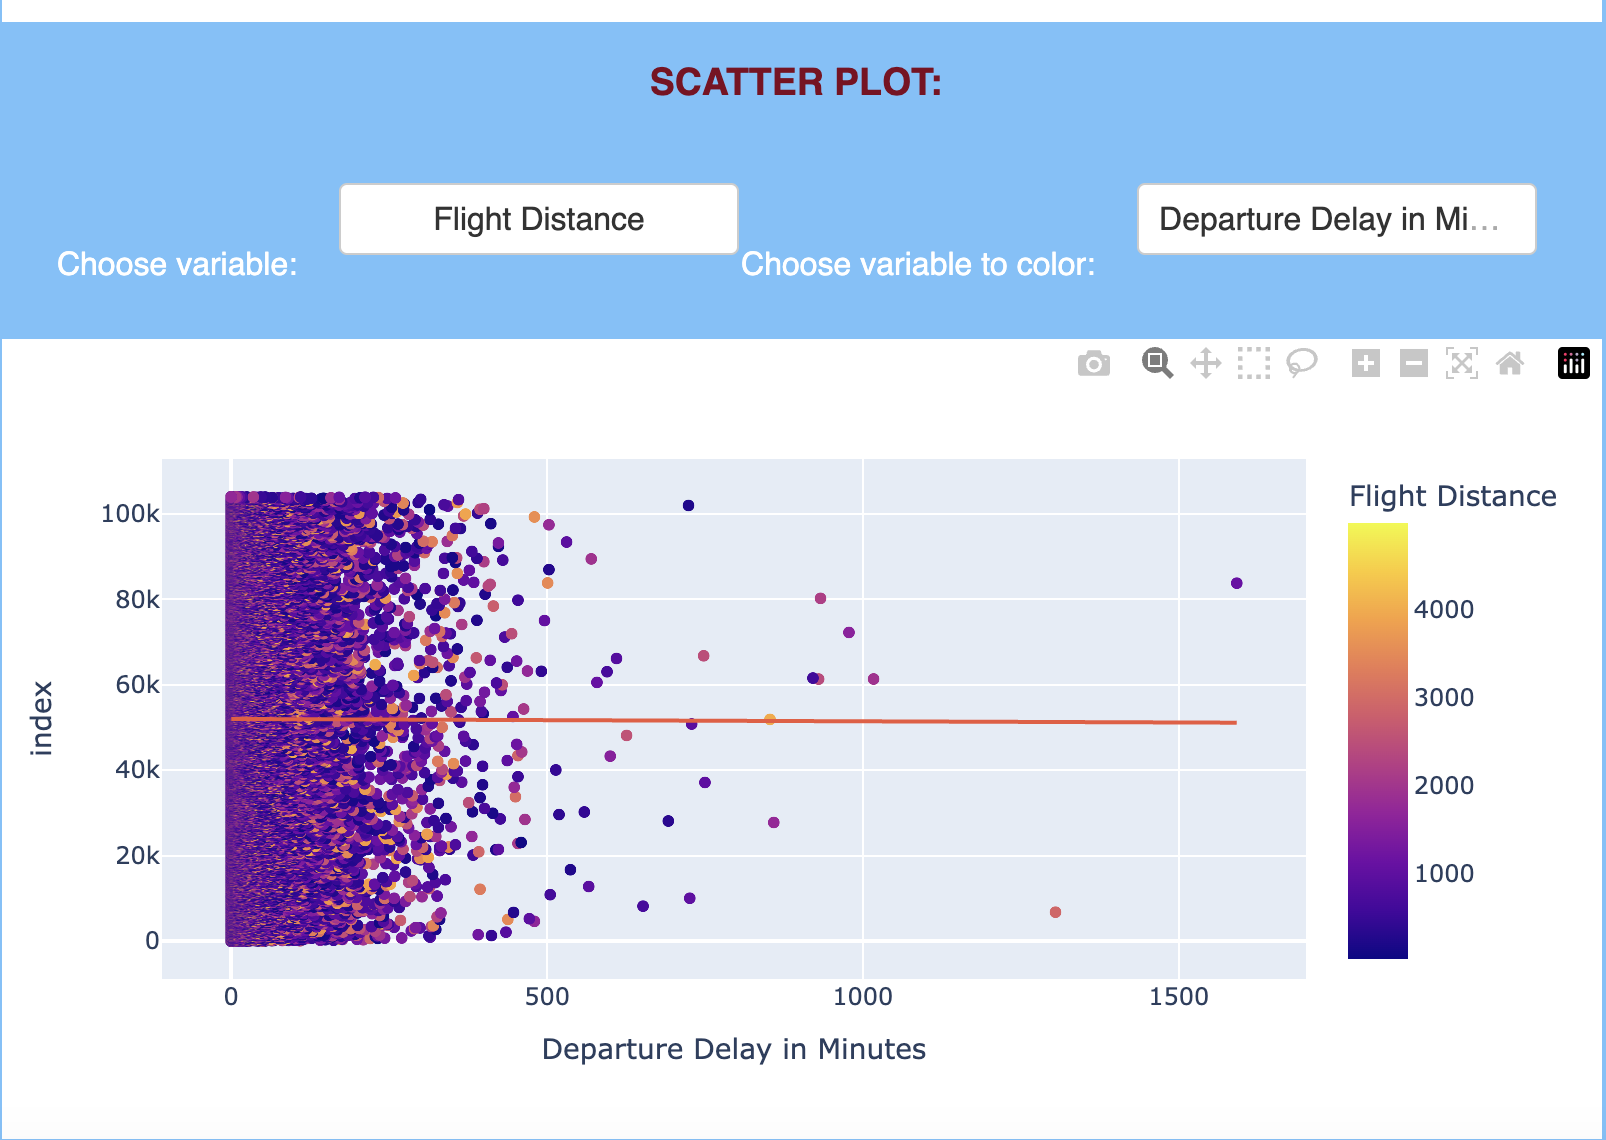 SCATTER PLOT:
Flight Distance
Departure Delay in Mi...
Choose variable:
Choose variable to color:
Flight Distance
100k
80k
60k
40k
20k
0
index
4000
3000
2000
1000
0
500
1000
1500
Departure Delay in Minutes